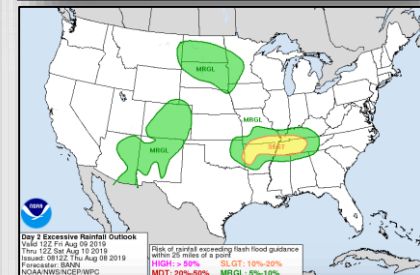 MRGL
MRGL
MRGL
SLGT
NOAA
Day 2 Excessive Rainfall Outlook
Valid 12Z Fri Aug 09 2019
Thru 12Z Sat Aug 10 2019
Issued: 0812Z Thu Aug 08 2019
Forecaster: BANN
NOAA/NWS/NCEP/WPC
Risk of rainfall exceeding flash flood guidance
within 25 miles of a point
HIGH: > 50% SLGT: 10%-20%
MDT: 20%-50% MRGL: 5%-10%